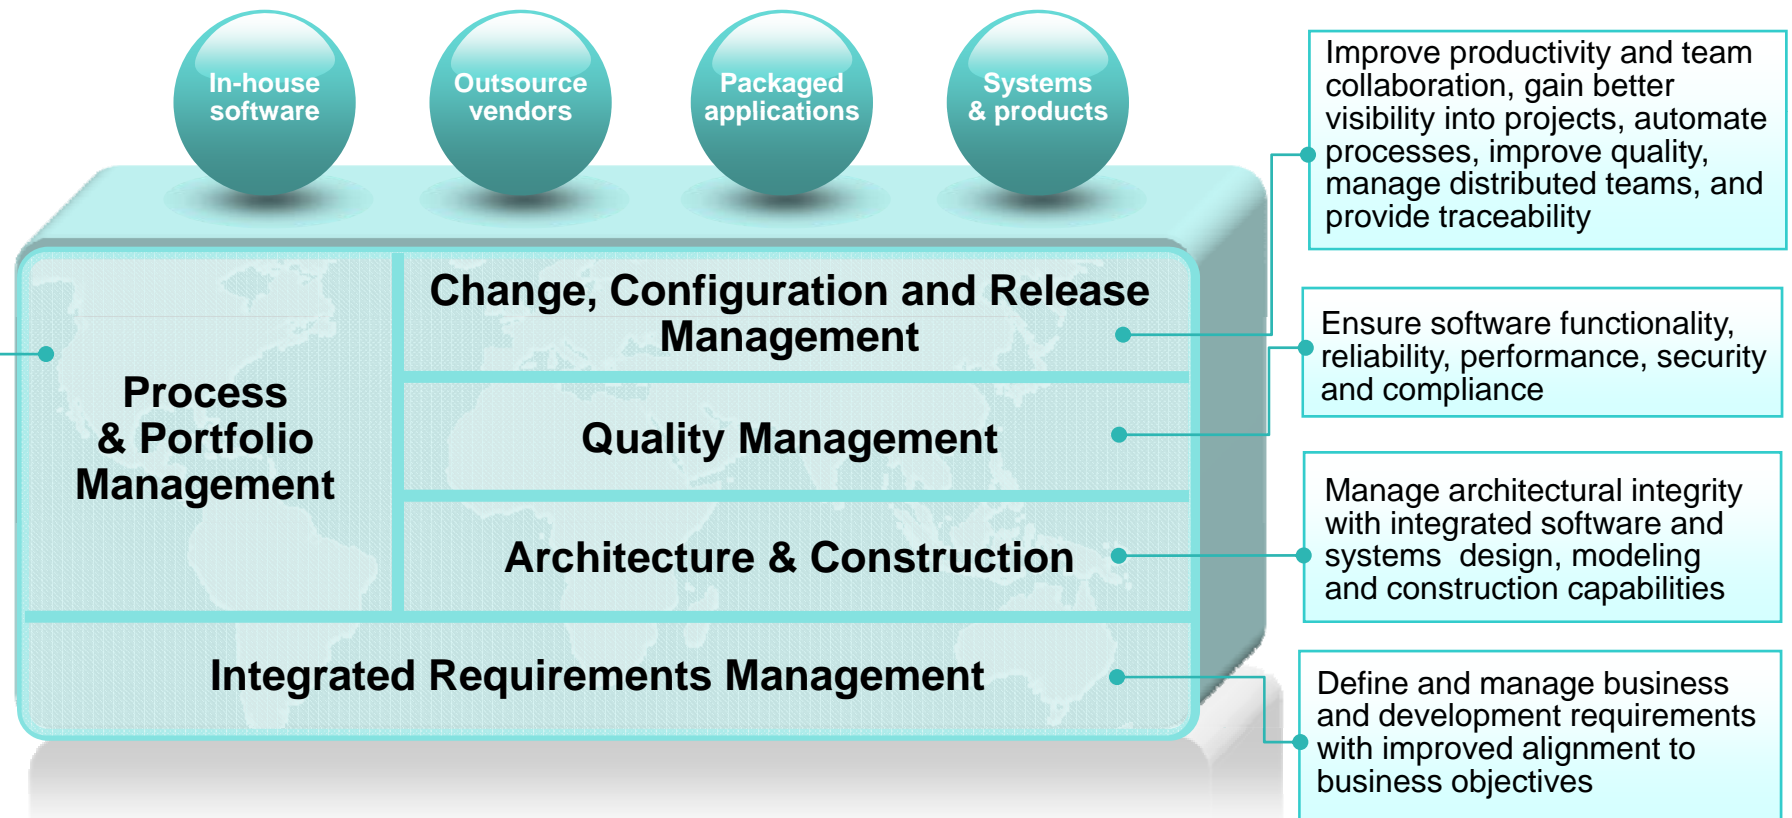 In-house
software
Outsource
vendors
Packaged
applications
Systems
& products
Improve productivity and team
collaboration, gain better
visibility into projects, automate
processes, improve quality,
manage distributed teams, and
provide traceability
Change, Configuration and Release
Management
Ensure software functionality,
reliability, performance, security
and compliance
Process
& Portfolio
Management
Quality Management
Manage architectural integrity
with integrated software and
systems  design, modeling
and construction capabilities
Architecture & Construction
Integrated Requirements Management
Define and manage business
and development requirements
with improved alignment to
business objectives